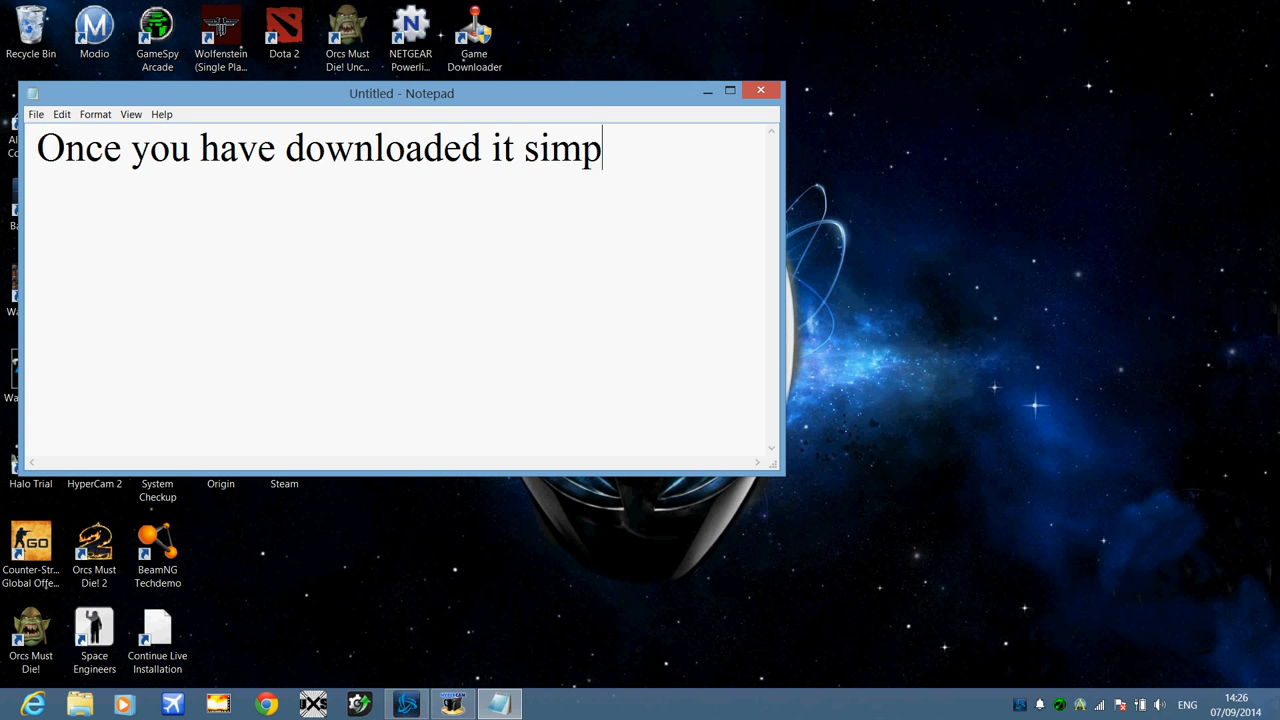 Recycle Bin
Modio
GameSpy
Arcade
Wolfenstein
(Single Pla...
Dota 2
Orcs Must
Die! Unc...
NETGEAR
Powerli...
Game
Downloader
Untitled - Notepad
File Edit Format View Help
Once you have downloaded it simp
Halo Trial
HyperCam 2
System
Checkup
Origin
Steam
GO
Counter-Str...
Global Offe...
Orcs Must
Die! 2
BeamNG
Techdemo
Orcs Must
Die!
Space
Engineers
Continue Live
Installation
ENG
14:26
07/09/2014